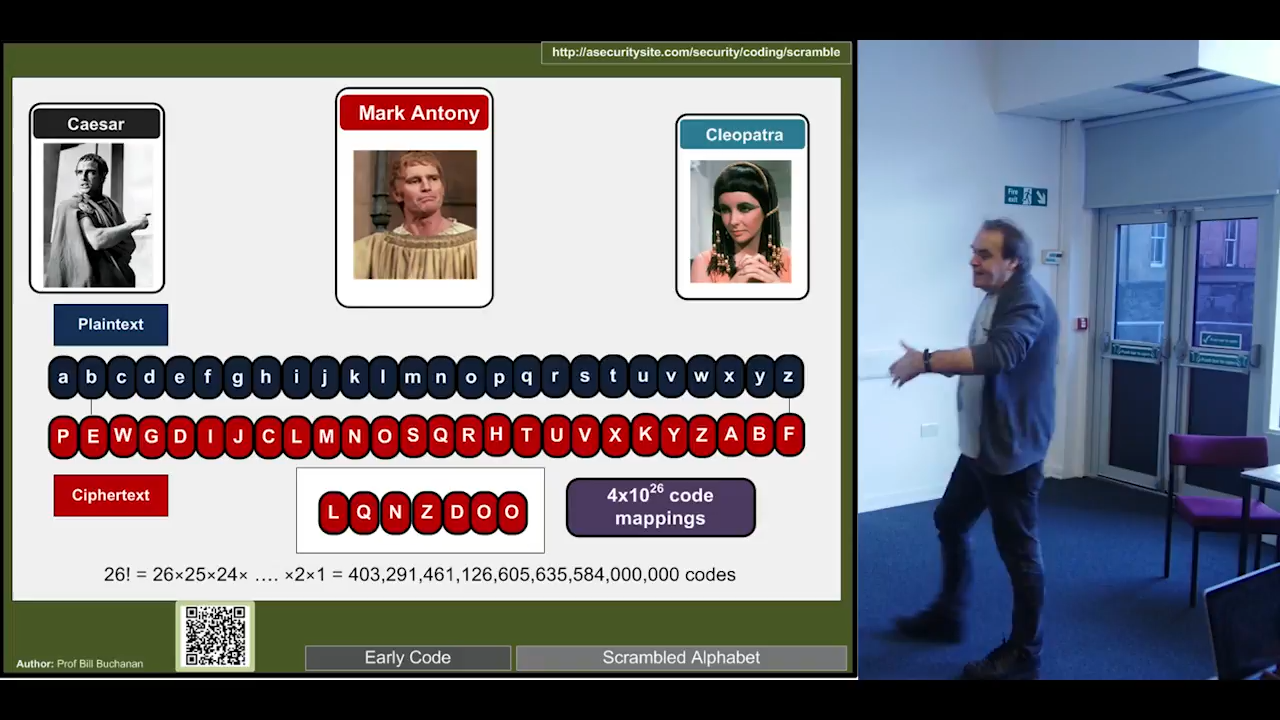 http://asecuritysite.com/security/coding/scramble
Caesar
Mark Antony
Cleopatra
Plaintext
a b c d e f g h i j k l m n o p q r s t u v w x y z
P E W G D I J C L M N O S Q R H T U V X K Y Z A B F
Ciphertext
L Q N Z D O O
4x10²⁶ code
mappings
26! = 26×25×24× …. ×2×1 = 403,291,461,126,605,635,584,000,000 codes
Author: Prof Bill Buchanan
Early Code
Scrambled Alphabet
Fire
exit